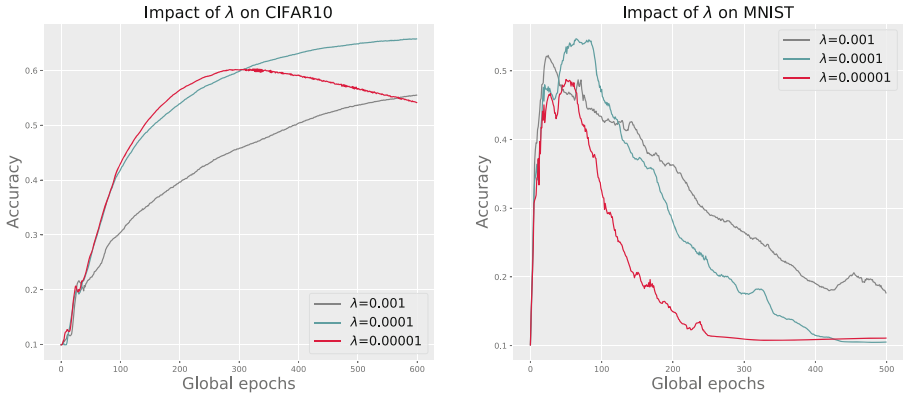 Impact of λ on CIFAR10
Accuracy
0.6
0.5
0.4
0.3
0.2
0.1
λ=0.001
λ=0.0001
λ=0.00001
0 100 200 300 400 500 600
Global epochs
Impact of λ on MNIST
Accuracy
0.5
0.4
0.3
0.2
0.1
λ=0.001
λ=0.0001
λ=0.00001
0 100 200 300 400 500
Global epochs